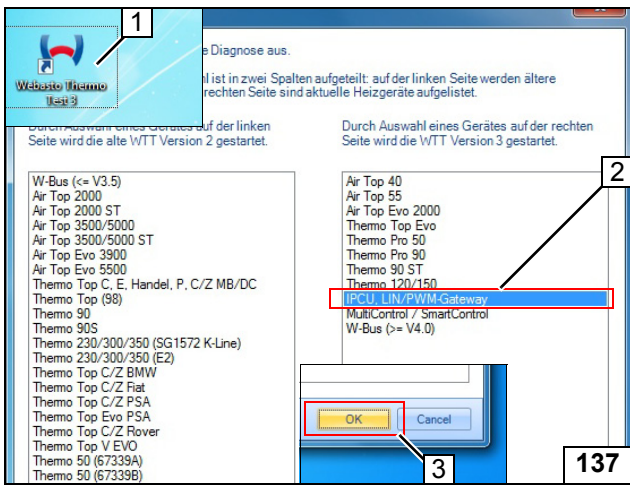 1
Webasto Thermo
Test 3
e Diagnose aus.
hl ist in zwei Spalten aufgeteilt: auf der linken Seite werden ältere
rechten Seite sind aktuelle Heizgeräte aufgelistet.
Durch Auswahl eines Gerätes auf der linken
Seite wird die alte WTT Version 2 gestartet.
Durch Auswahl eines Gerätes auf der rechten
Seite wird die WTT Version 3 gestartet.
2
W-Bus (<= V3.5)
Air Top 2000
Air Top 2000 ST
Air Top 3500/5000
Air Top 3500/5000 ST
Air Top Evo 3900
Air Top Evo 5500
Thermo Top C, E, Handel, P, C/Z MB/DC
Thermo Top (98)
Thermo 90
Thermo 90S
Thermo 230/300/350 (SG1572 K-Line)
Thermo 230/300/350 (E2)
Thermo Top C/Z BMW
Thermo Top C/Z Fiat
Thermo Top C/Z PSA
Thermo Top Evo PSA
Thermo Top C/Z Rover
Thermo Top V EVO
Thermo 50 (67339A)
Thermo 50 (67339B)
Air Top 40
Air Top 55
Air Top Evo 2000
Thermo Top Evo
Thermo Pro 50
Thermo Pro 90
Thermo 90 ST
Thermo 120/150
IPCU, LIN/PWM-Gateway
MultiControl / SmartControl
W-Bus (>= V4.0)
OK
Cancel
3
137